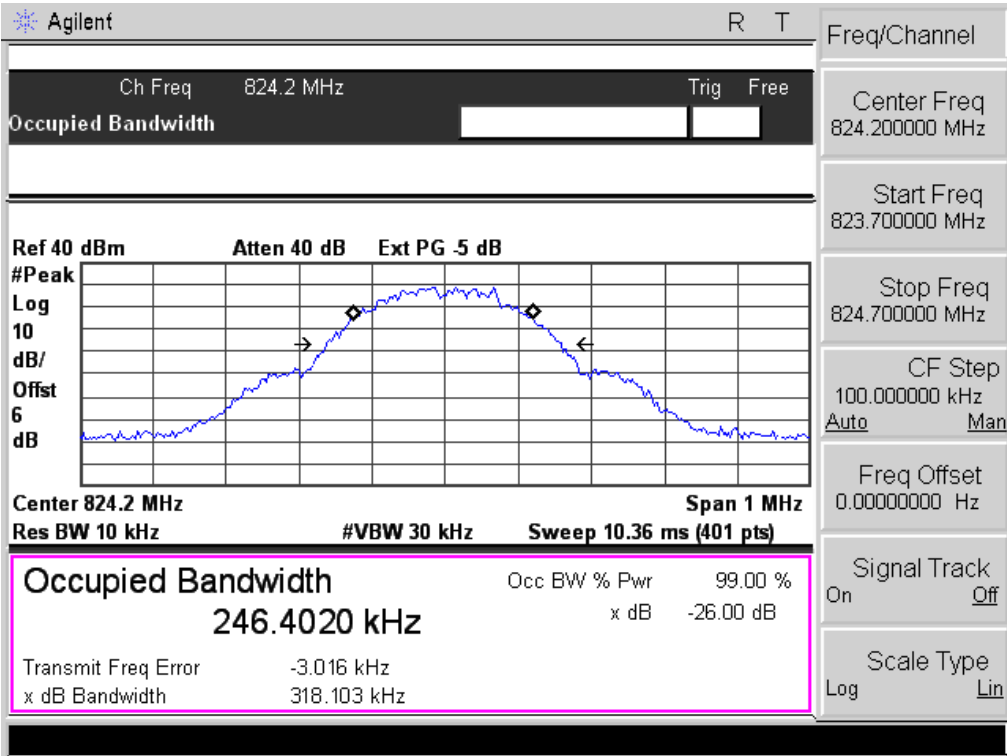 Agilent R T
Ch Freq 824.2 MHz Trig Free
Occupied Bandwidth
Ref 40 dBm Atten 40 dB Ext PG -5 dB
#Peak
Log
10
dB/
Offst
6
dB
Center 824.2 MHz Span 1 MHz
Res BW 10 kHz #VBW 30 kHz Sweep 10.36 ms (401 pts)
Occupied Bandwidth Occ BW % Pwr 99.00 %
246.4020 kHz x dB -26.00 dB
Transmit Freq Error -3.016 kHz
x dB Bandwidth 318.103 kHz
Freq/Channel
Center Freq
824.200000 MHz
Start Freq
823.700000 MHz
Stop Freq
824.700000 MHz
CF Step
100.000000 kHz
Auto Man
Freq Offset
0.00000000 Hz
Signal Track
On Off
Scale Type
Log Lin